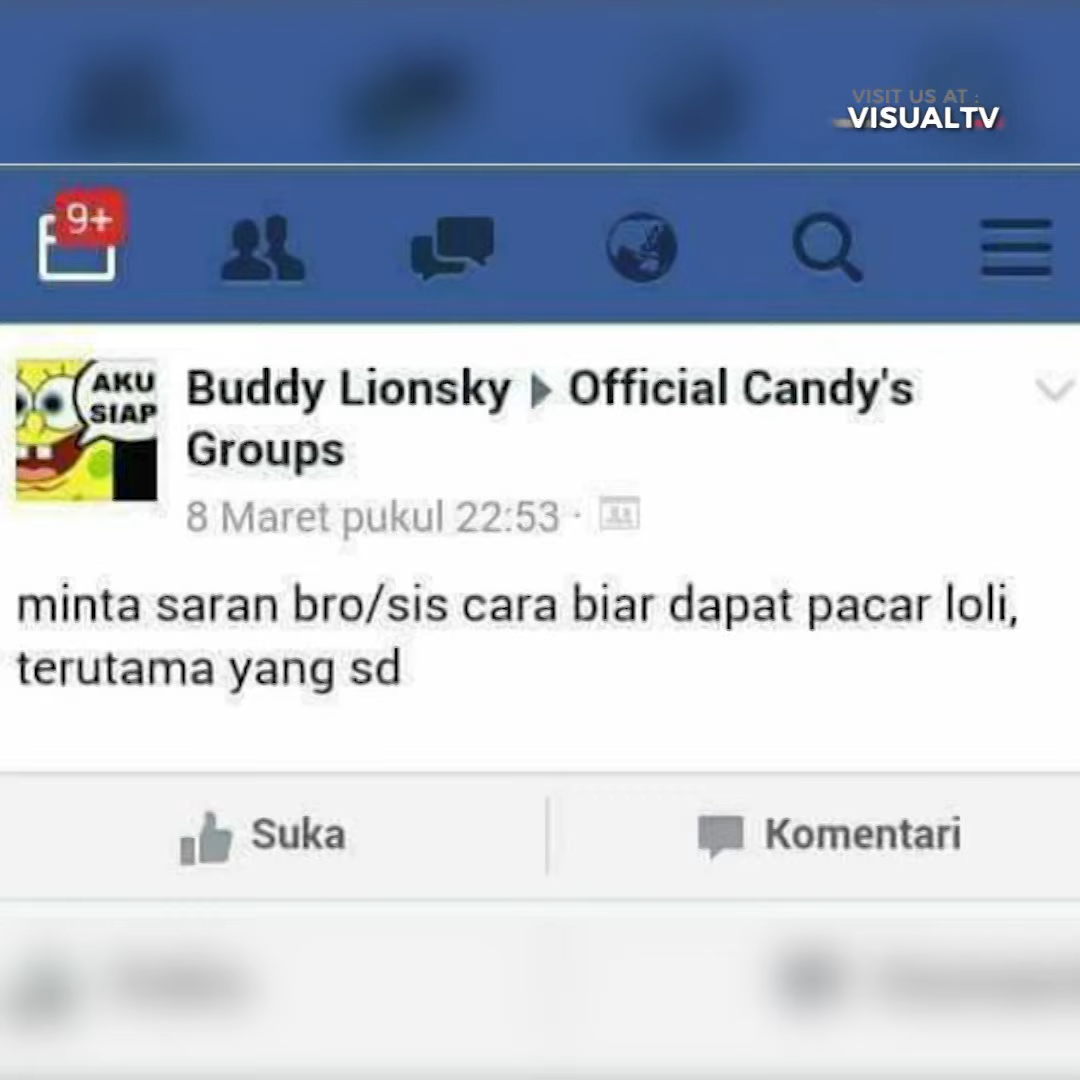 VISIT US AT :
VISUALTV
9+
AKU
SIAP
Buddy Lionsky ▶ Official Candy's
Groups
8 Maret pukul 22:53 ·
minta saran bro/sis cara biar dapat pacar loli,
terutama yang sd
Suka
Komentari